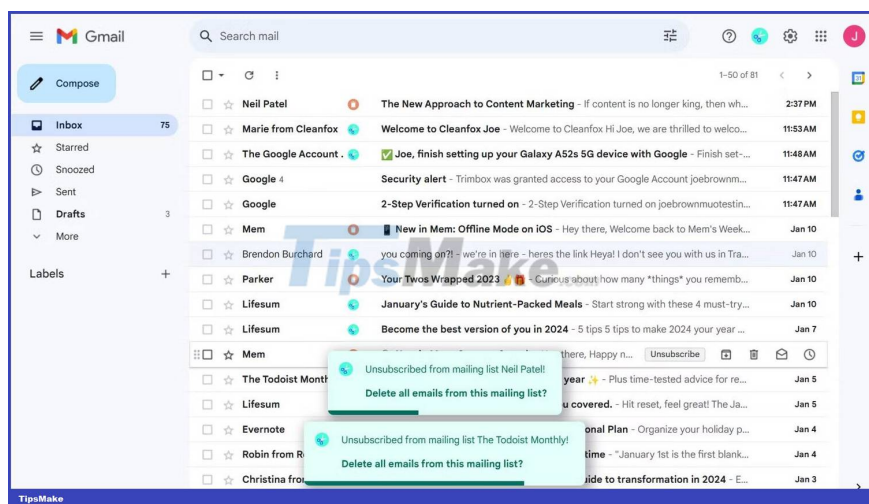 Gmail
Search mail
Compose
1–50 of 81
Inbox 75
Starred
Snoozed
Sent
Drafts 3
More
Labels
Neil Patel The New Approach to Content Marketing - If content is no longer king, then wh... 2:37 PM
Marie from Cleanfox Welcome to Cleanfox Joe - Welcome to Cleanfox Hi Joe, we are thrilled to welco... 11:53 AM
The Google Account . ✅ Joe, finish setting up your Galaxy A52s 5G device with Google - Finish set-... 11:48 AM
Google 4 Security alert - Trimbox was granted access to your Google Account joebrownm... 11:47 AM
Google 2-Step Verification turned on - 2-Step Verification turned on joebrownmuotestin... 11:47 AM
Mem 📱 New in Mem: Offline Mode on iOS - Hey there, Welcome back to Mem's Week... Jan 10
Brendon Burchard you coming on?! - we're in here - heres the link Heya! I don't see you with us in Tra... Jan 10
Parker Your Twos Wrapped 2023 👍🎁 - Curious about how many *things* you rememb... Jan 10
Lifesum January's Guide to Nutrient-Packed Meals - Start strong with these 4 must-try... Jan 10
Lifesum Become the best version of you in 2024 - 5 tips 5 tips to make 2024 your year ... Jan 7
Mem there, Happy n... Unsubscribe
The Todoist Month year ✨ - Plus time-tested advice for re... Jan 5
Lifesum u covered. - Hit reset, feel great! The Ja... Jan 5
Evernote onal Plan - Organize your holiday p... Jan 4
Robin from R time - "January 1st is the first blank... Jan 4
Christina fro ide to transformation in 2024 - E... Jan 3
Unsubscribed from mailing list Neil Patel!
Delete all emails from this mailing list?
Unsubscribed from mailing list The Todoist Monthly!
Delete all emails from this mailing list?
J
31
TipsMake
.com
TipsMake